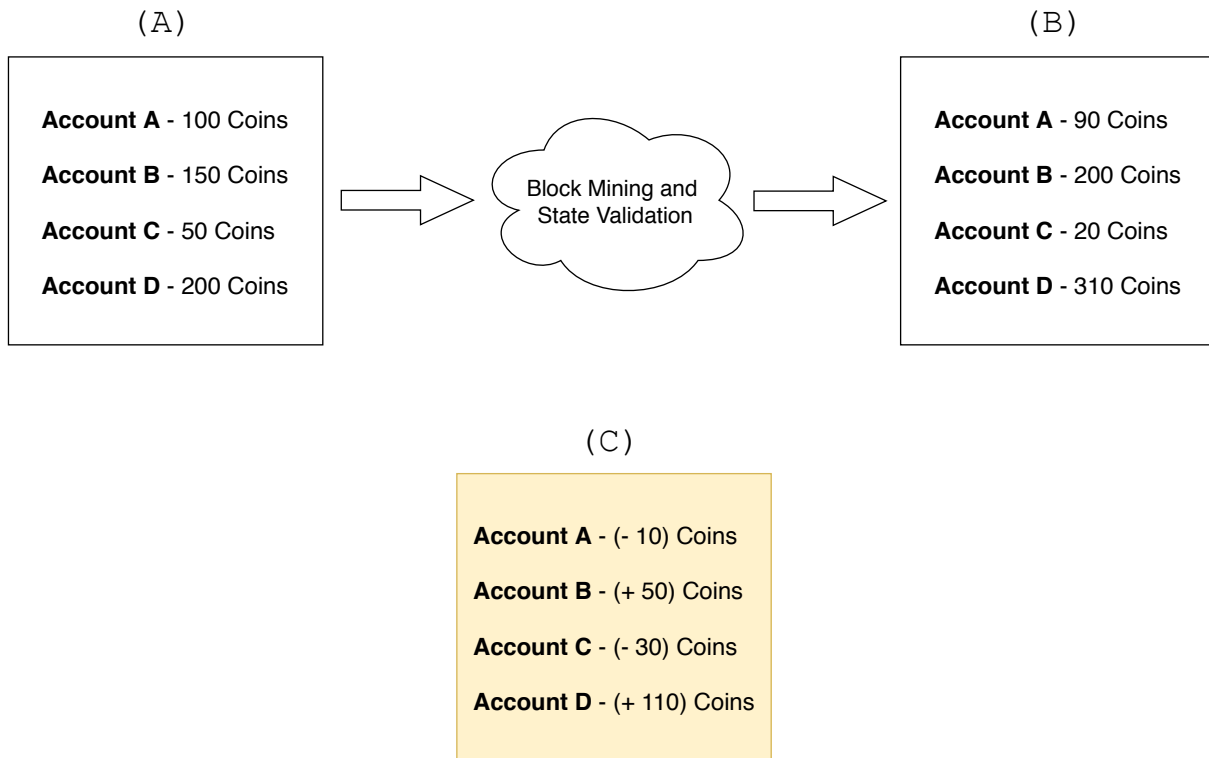 (A)
Account A - 100 Coins
Account B - 150 Coins
Account C - 50 Coins
Account D - 200 Coins
Block Mining and
State Validation
(B)
Account A - 90 Coins
Account B - 200 Coins
Account C - 20 Coins
Account D - 310 Coins
(C)
Account A - (- 10) Coins
Account B - (+ 50) Coins
Account C - (- 30) Coins
Account D - (+ 110) Coins